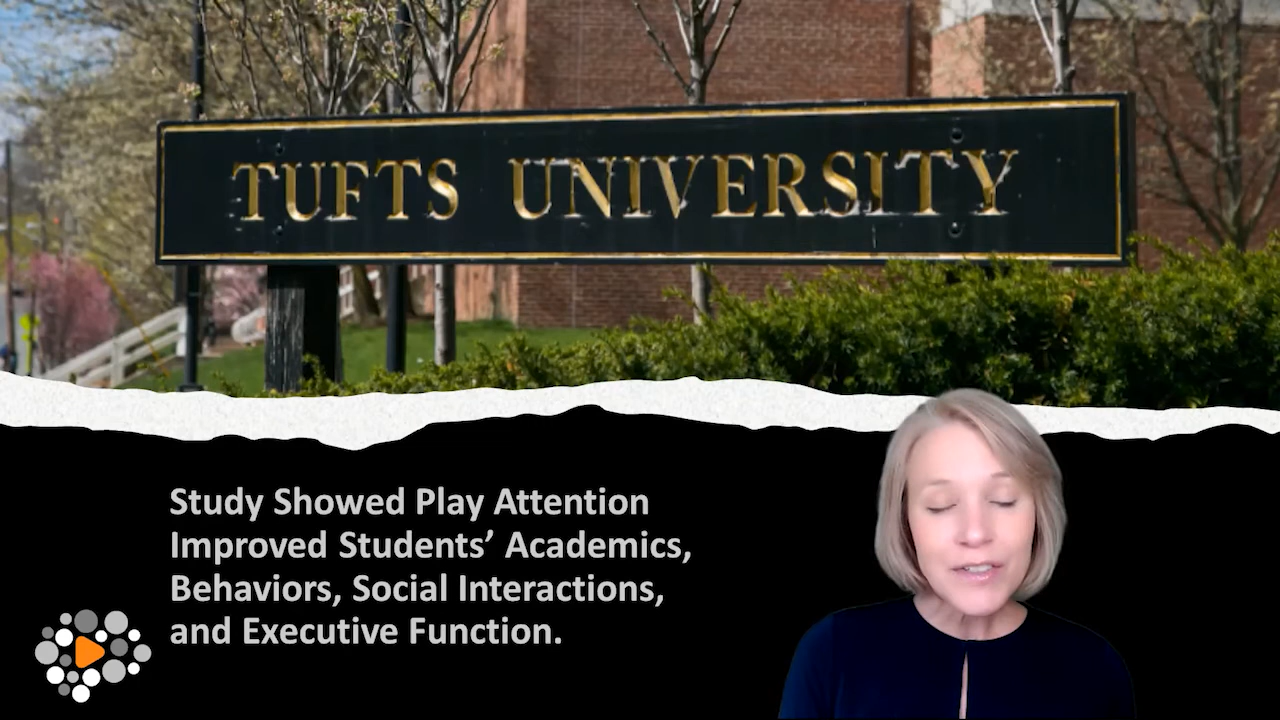 TUFTS UNIVERSITY
Study Showed Play Attention
Improved Students’ Academics,
Behaviors, Social Interactions,
and Executive Function.